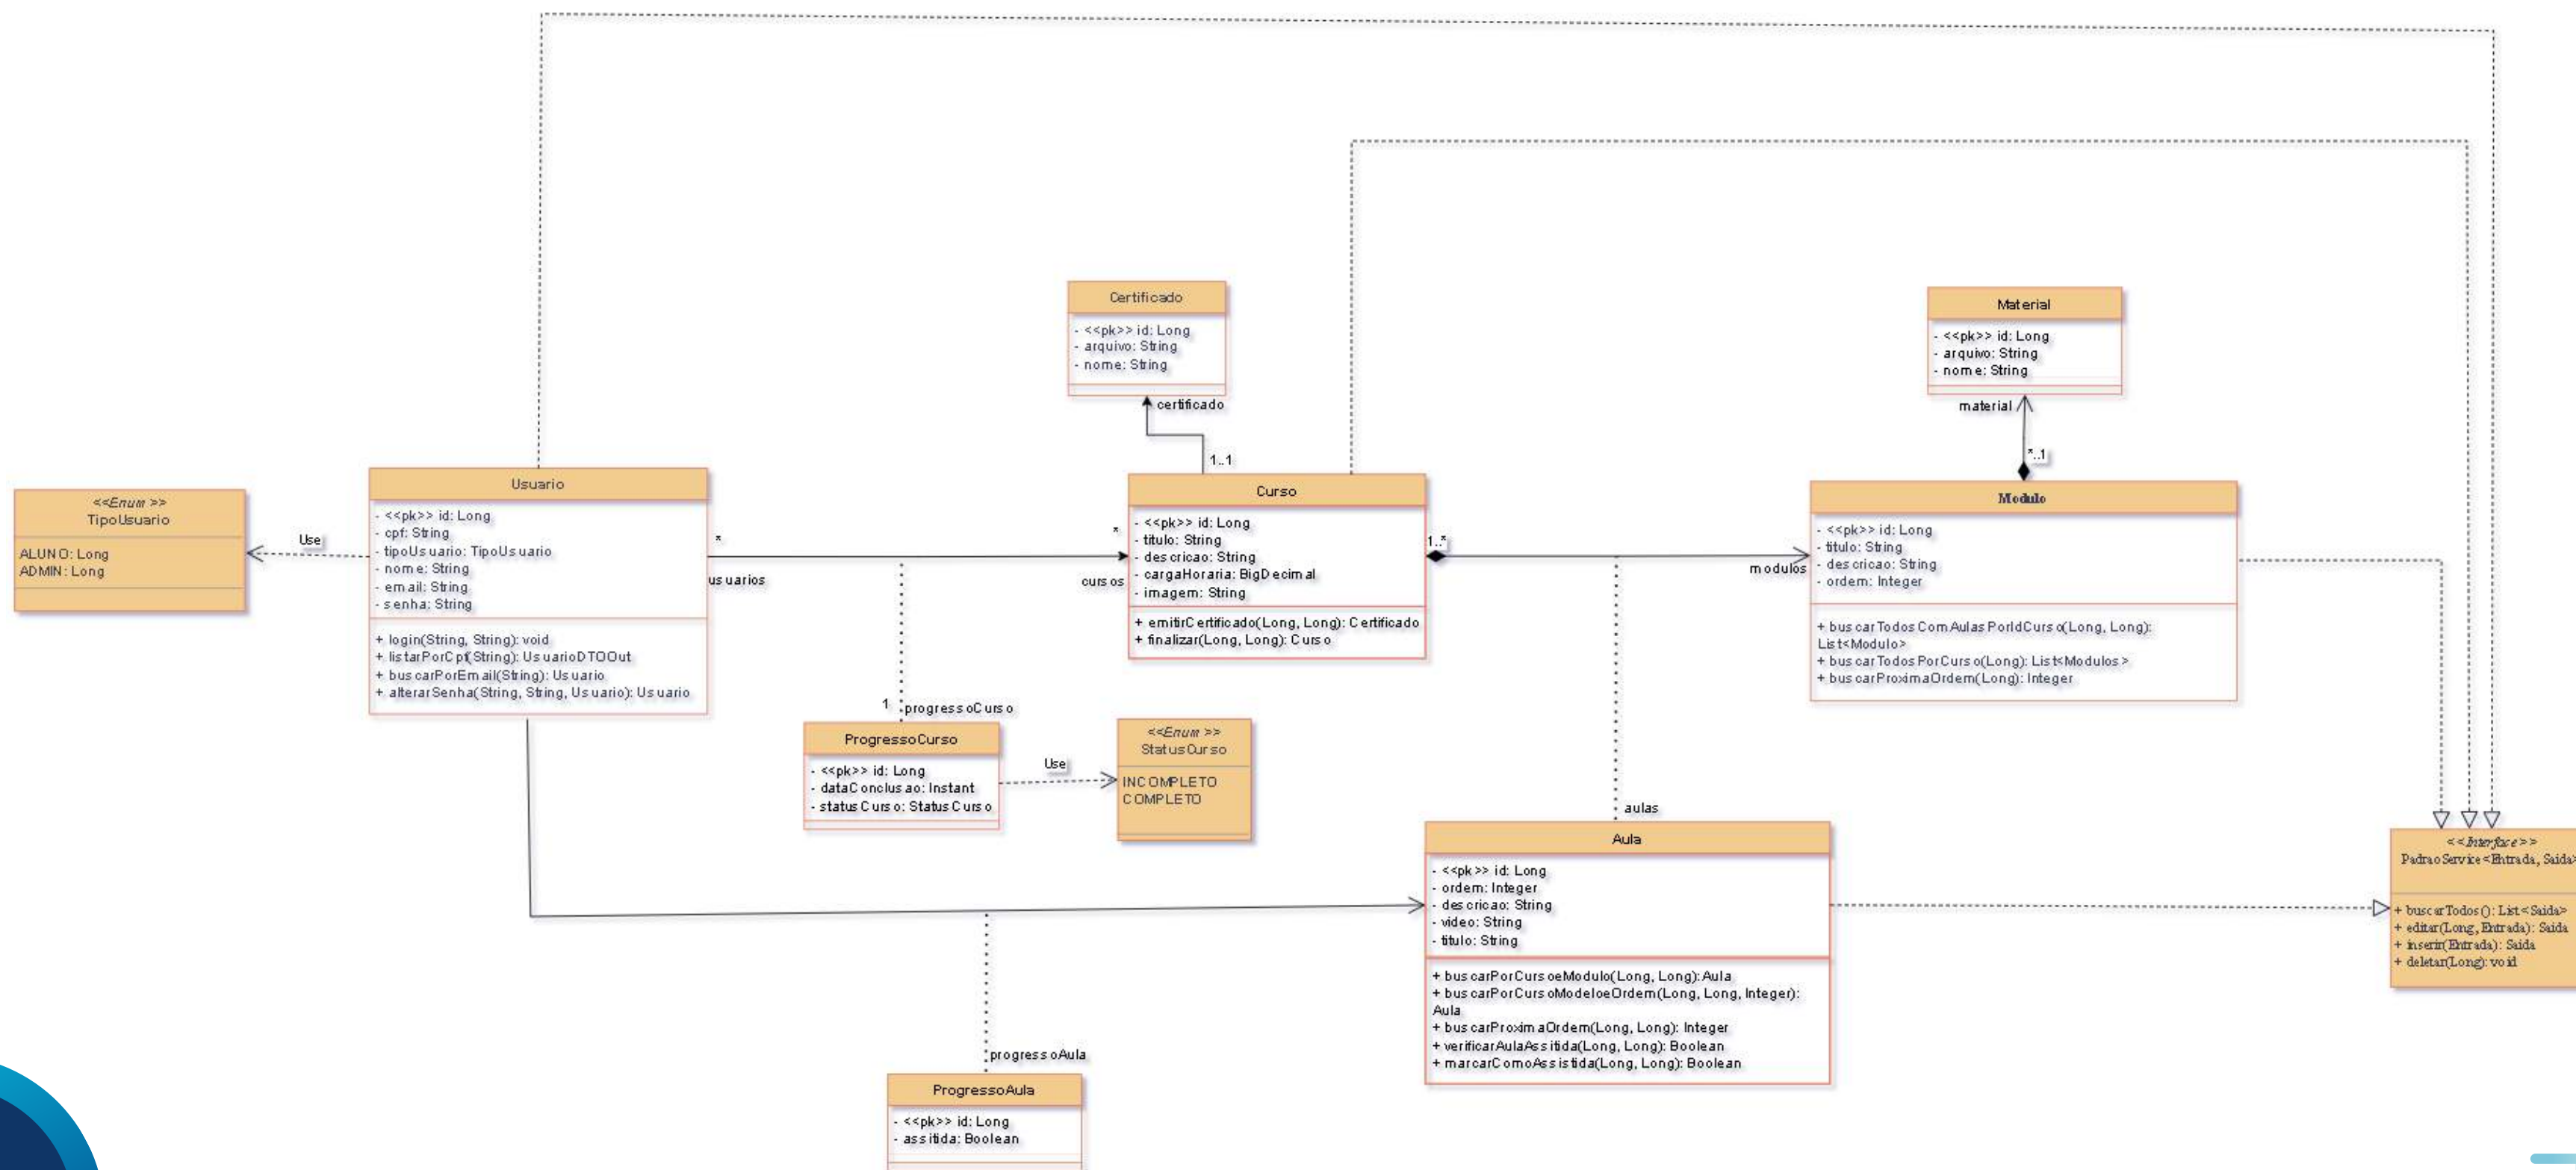 Certificado
- <<pk>> id: Long
- arquivo: String
- nome: String
certificado
1..1
Material
- <<pk>> id: Long
- arquivo: String
- nome: String
material
*..1
<<Enum >>
TipoUsuario
ALUNO: Long
ADMIN: Long
Use
Usuario
- <<pk>> id: Long
- cpf: String
- tipoUsuario: TipoUsuario
- nome: String
- email: String
- senha: String
+ login(String, String): void
+ listarPorCpf(String): UsuarioDTOOut
+ buscarPorEmail(String): Usuario
+ alterarSenha(String, String, Usuario): Usuario
*
usuarios
*
cursos
Curso
- <<pk>> id: Long
- titulo: String
- descricao: String
- cargaHoraria: BigDecimal
- imagem: String
+ emitirCertificado(Long, Long): Certificado
+ finalizar(Long, Long): Curso
1..*
modulos
Modulo
- <<pk>> id: Long
- titulo: String
- descricao: String
- ordem: Integer
+ buscarTodosComAulasPorIdCurso(Long, Long):
List<Modulo>
+ buscarTodosPorCurso(Long): List<Modulos>
+ buscarProximaOrdem(Long): Integer
1
progressoCurso
ProgressoCurso
- <<pk>> id: Long
- dataConclusao: Instant
- statusCurso: StatusCurso
Use
<<Enum >>
StatusCurso
INCOMPLETO
COMPLETO
aulas
Aula
- <<pk>> id: Long
- ordem: Integer
- descricao: String
- video: String
- titulo: String
+ buscarPorCursoeModulo(Long, Long): Aula
+ buscarPorCursoModeloeOrdem(Long, Long, Integer):
Aula
+ buscarProximaOrdem(Long, Long): Integer
+ verificarAulaAssitida(Long, Long): Boolean
+ marcarComoAssistida(Long, Long): Boolean
<<Interface>>
PadraoService<Entrada, Saida>
+ buscarTodos(): List<Saida>
+ editar(Long, Entrada): Saida
+ inserir(Entrada): Saida
+ deletar(Long): void
progressoAula
ProgressoAula
- <<pk>> id: Long
- assitida: Boolean